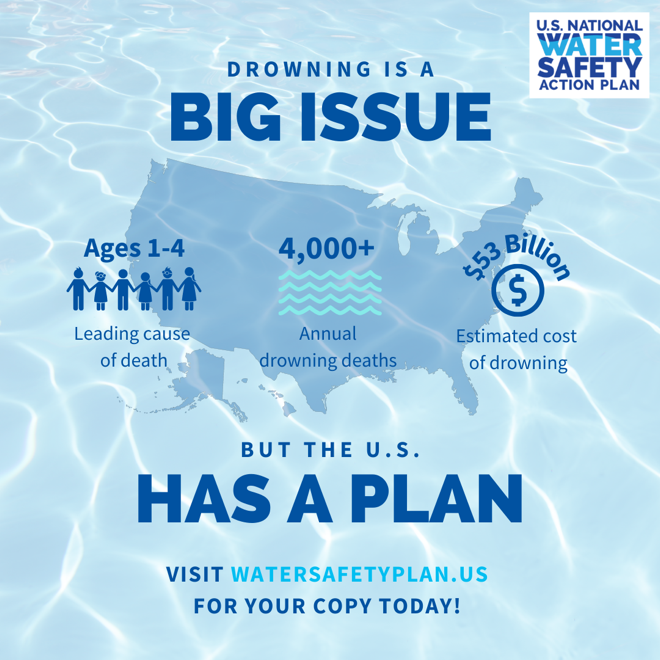 U.S. NATIONAL
WATER
SAFETY
ACTION PLAN
DROWNING IS A
BIG ISSUE
Ages 1-4
Leading cause
of death
4,000+
Annual
drowning deaths
$53 Billion
$
Estimated cost
of drowning
BUT THE U.S.
HAS A PLAN
VISIT WATERSAFETYPLAN.US
FOR YOUR COPY TODAY!